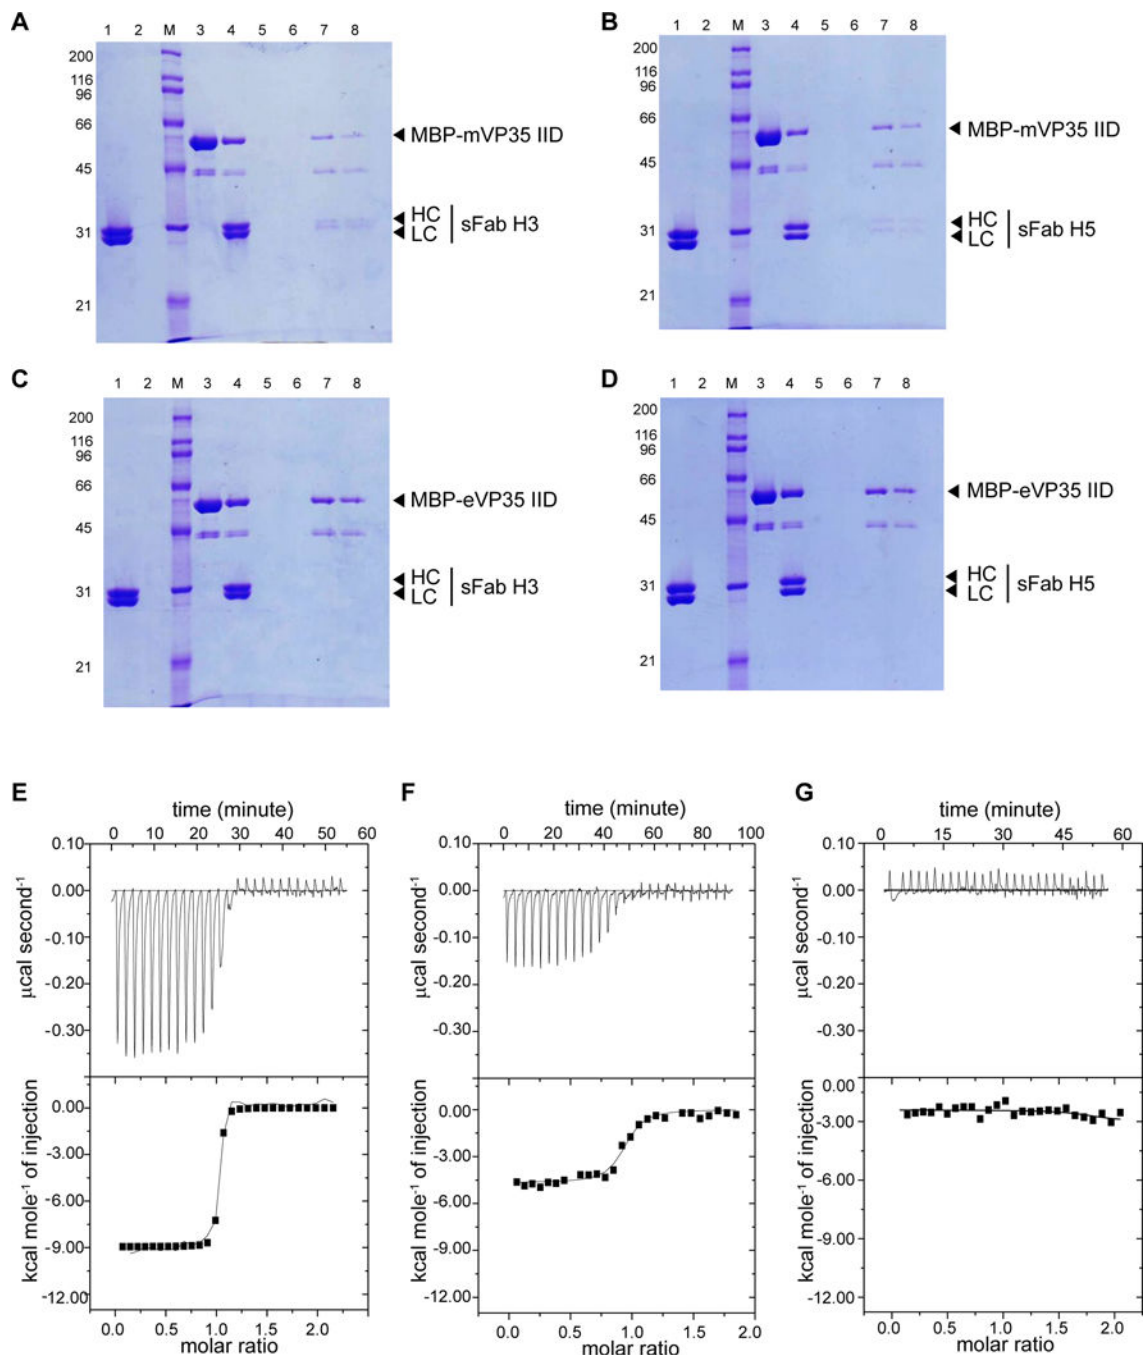 A
1 2 M 3 4 5 6 7 8
200
116
96
66
45
31
21
MBP-mVP35 IID
HC
LC
sFab H3
B
1 2 M 3 4 5 6 7 8
200
116
96
66
45
31
21
MBP-mVP35 IID
HC
LC
sFab H5
C
1 2 M 3 4 5 6 7 8
200
116
96
66
45
31
21
MBP-eVP35 IID
HC
LC
sFab H3
D
1 2 M 3 4 5 6 7 8
200
116
96
66
45
31
21
MBP-eVP35 IID
HC
LC
sFab H5
E
time (minute)
0 10 20 30 40 50 60
0.10
0.00
-0.10
-0.20
-0.30
µcal second⁻¹
0.00
-3.00
-6.00
-9.00
-12.00
kcal mole⁻¹ of injection
0.0 0.5 1.0 1.5 2.0
molar ratio
F
time (minute)
0 20 40 60 80 100
0.10
0.00
-0.10
-0.20
-0.30
µcal second⁻¹
0.00
-3.00
-6.00
-9.00
-12.00
kcal mole⁻¹ of injection
0.0 0.5 1.0 1.5 2.0
molar ratio
G
time (minute)
0 15 30 45 60
0.10
0.00
-0.10
-0.20
-0.30
µcal second⁻¹
0.00
-3.00
-6.00
-9.00
-12.00
kcal mole⁻¹ of injection
0.0 0.5 1.0 1.5 2.0
molar ratio